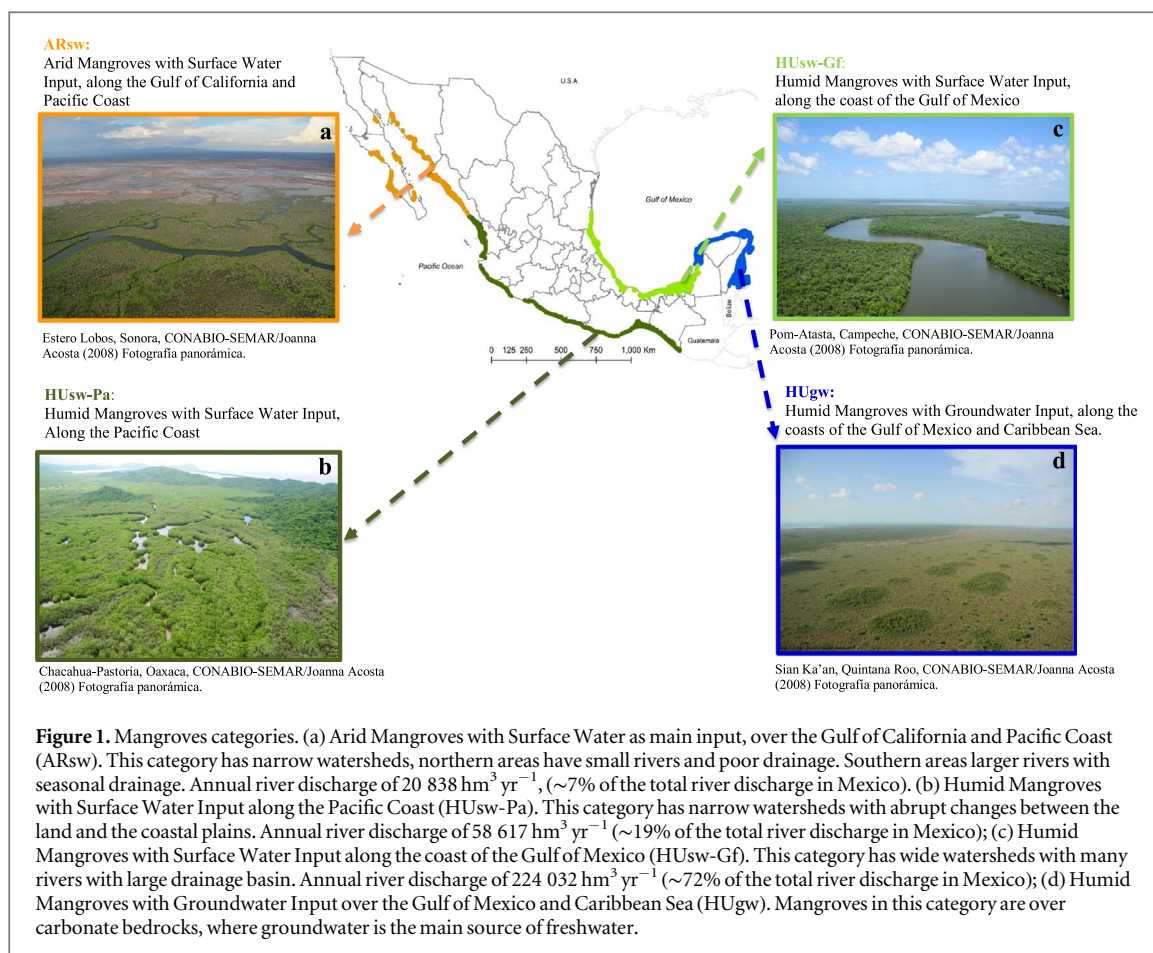 ARsw:
Arid Mangroves with Surface Water
Input, along the Gulf of California and
Pacific Coast
a
Estero Lobos, Sonora, CONABIO-SEMAR/Joanna
Acosta (2008) Fotografía panorámica.
HUsw-Pa:
Humid Mangroves with Surface Water Input,
Along the Pacific Coast
b
Chacahua-Pastoría, Oaxaca, CONABIO-SEMAR/Joanna Acosta
(2008) Fotografía panorámica.
U.S.A
Gulf of Mexico
Pacific Ocean
Belize
Guatemala
0 125 250 500 750 1,000 Km
HUsw-Gf:
Humid Mangroves with Surface Water Input,
along the coast of the Gulf of Mexico
c
Pom-Atasta, Campeche, CONABIO-SEMAR/Joanna
Acosta (2008) Fotografía panorámica.
HUgw:
Humid Mangroves with Groundwater Input, along the
coasts of the Gulf of Mexico and Caribbean Sea.
d
Sian Ka'an, Quintana Roo, CONABIO-SEMAR/Joanna Acosta
(2008) Fotografía panorámica.
Figure 1. Mangroves categories. (a) Arid Mangroves with Surface Water as main input, over the Gulf of California and Pacific Coast
(ARsw). This category has narrow watersheds, northern areas have small rivers and poor drainage. Southern areas larger rivers with
seasonal drainage. Annual river discharge of 20 838 hm³ yr⁻¹, (~7% of the total river discharge in Mexico). (b) Humid Mangroves
with Surface Water Input along the Pacific Coast (HUsw-Pa). This category has narrow watersheds with abrupt changes between the
land and the coastal plains. Annual river discharge of 58 617 hm³ yr⁻¹ (~19% of the total river discharge in Mexico); (c) Humid
Mangroves with Surface Water Input along the coast of the Gulf of Mexico (HUsw-Gf). This category has wide watersheds with many
rivers with large drainage basin. Annual river discharge of 224 032 hm³ yr⁻¹ (~72% of the total river discharge in Mexico); (d) Humid
Mangroves with Groundwater Input over the Gulf of Mexico and Caribbean Sea (HUgw). Mangroves in this category are over
carbonate bedrocks, where groundwater is the main source of freshwater.